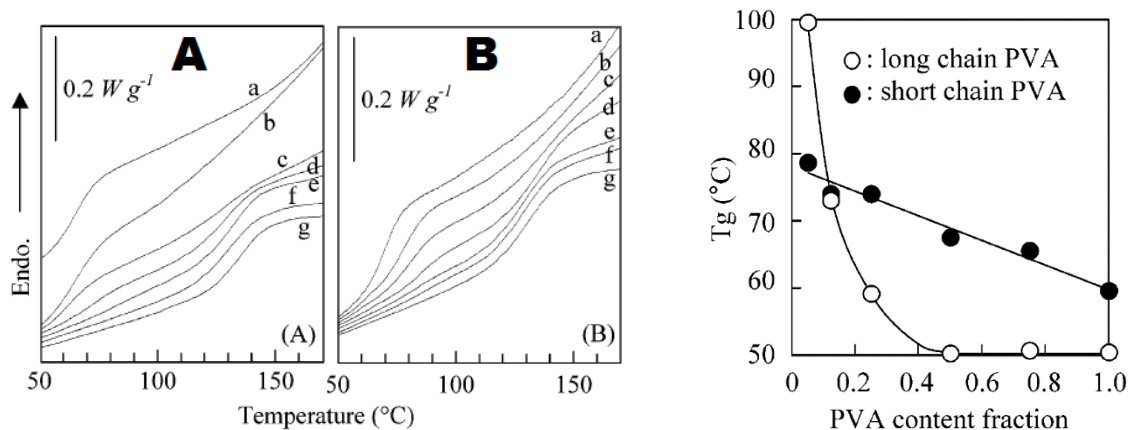 A
0.2 W g⁻¹
a
b
c
d
e
f
g
(A)
Endo.
50
100
150
B
0.2 W g⁻¹
a
b
c
d
e
f
g
(B)
50
100
150
Temperature (°C)
100
90
80
70
60
50
Tg (°C)
: long chain PVA
: short chain PVA
0
0.2
0.4
0.6
0.8
1.0
PVA content fraction